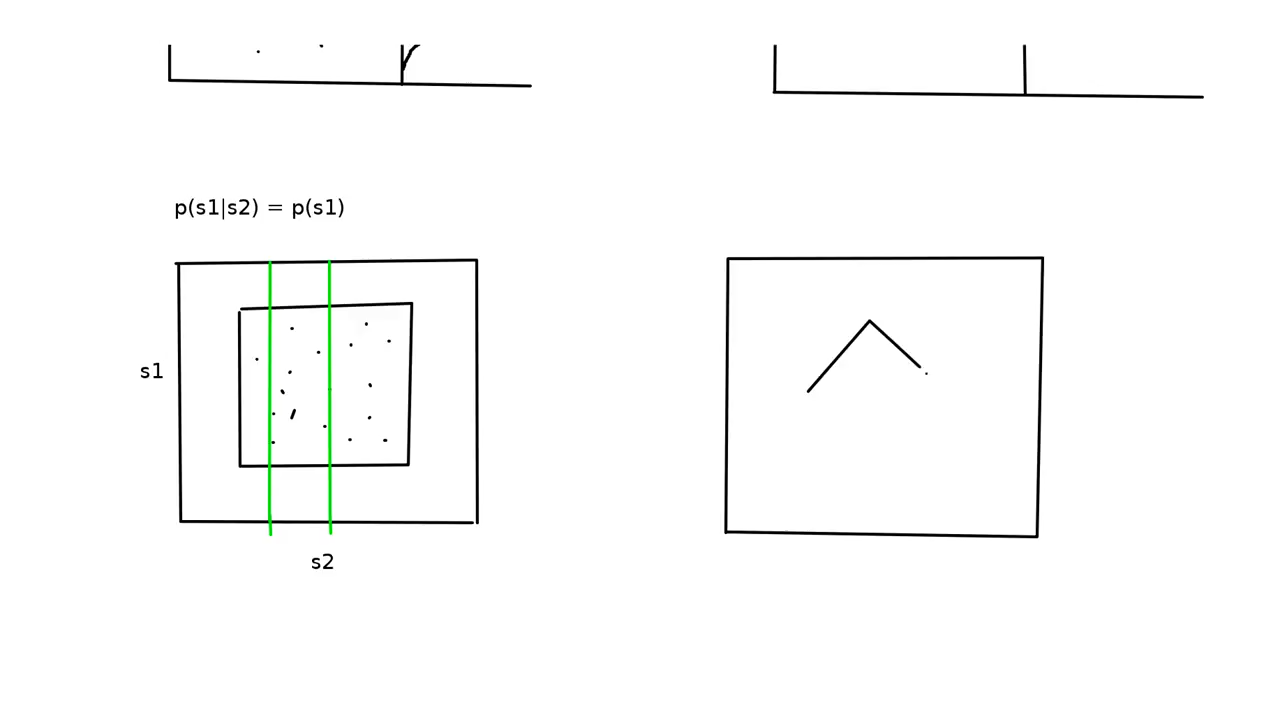 p(s1|s2) = p(s1)
s1
s2